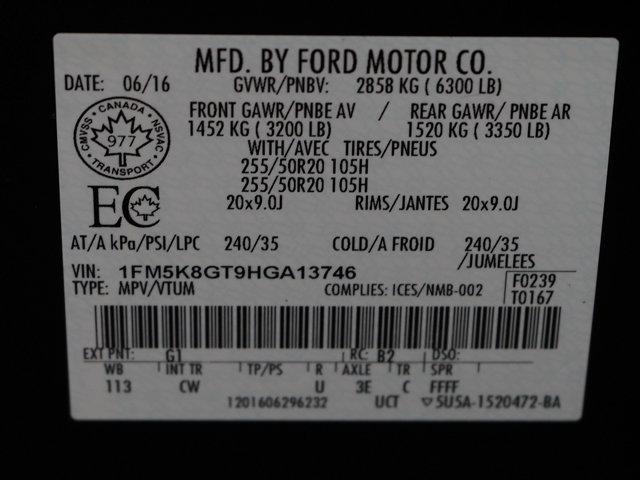 MFD. BY FORD MOTOR CO.
DATE: 06/16 GVWR/PNBV: 2858 KG ( 6300 LB)
FRONT GAWR/PNBE AV / REAR GAWR/ PNBE AR
1452 KG ( 3200 LB) 1520 KG ( 3350 LB)
CANADA
CMVSS 977 NSVAC
TRANSPORT
WITH/AVEC TIRES/PNEUS
255/50R20 105H
255/50R20 105H
EC
20x9.0J RIMS/JANTES 20x9.0J
AT/A kPa/PSI/LPC 240/35 COLD/A FROID 240/35
/JUMELEES
VIN: 1FM5K8GT9HGA13746
TYPE: MPV/VTUM COMPLIES: ICES/NMB-002
F0239
T0167
EXT PNT: G1 RC: B2 DSO:
WB INT TR TP/PS R AXLE TR SPR
113 CW U 3E C FFFF
1201606296232 UCT ▽5U5A-1520472-BA